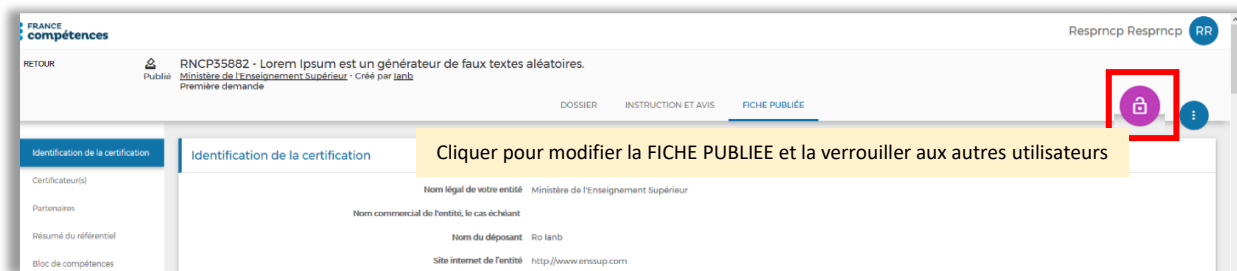 FRANCE
compétences
Resprncp Resprncp RR
RETOUR
Publié
RNCP35882 - Lorem Ipsum est un générateur de faux textes aléatoires.
Ministère de l'Enseignement Supérieur - Créé par Ianb
Première demande
DOSSIER INSTRUCTION ET AVIS FICHE PUBLIÉE
Identification de la certification
Certificateur(s)
Partenaires
Résumé du référentiel
Bloc de compétences
Identification de la certification
Cliquer pour modifier la FICHE PUBLIEE et la verrouiller aux autres utilisateurs
Nom légal de votre entité Ministère de l'Enseignement Supérieur
Nom commercial de l'entité, le cas échéant
Nom du déposant Ro Ianb
Site internet de l'entité http://www.enssup.com